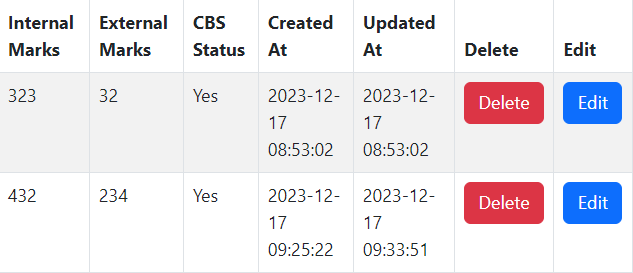 Internal Marks External Marks CBS Status Created At Updated At Delete Edit
323 32 Yes 2023-12-17 08:53:02 2023-12-17 08:53:02 Delete Edit
432 234 Yes 2023-12-17 09:25:22 2023-12-17 09:33:51 Delete Edit